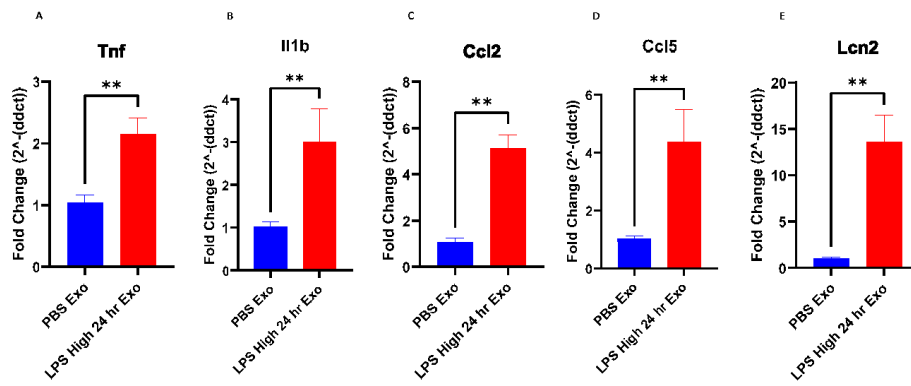 A
Tnf
Fold Change (2^-(ddct)}
3
2
1
0
**
PBS Exo
LPS High 24 hr Exo
B
Il1b
Fold Change (2^-(ddct)}
4
3
2
1
0
**
PBS Exo
LPS High 24 hr Exo
C
Ccl2
Fold Change {2^-(ddct)}
8
6
4
2
0
**
PBS Exo
LPS High 24 hr Exo
D
Ccl5
Fold Change (2^-(ddct))
6
4
2
0
**
PBS Exo
LPS High 24 hr Exo
E
Lcn2
Fold Change {2^-(ddct)}
20
15
10
5
0
**
PBS Exo
LPS High 24 hr Exo